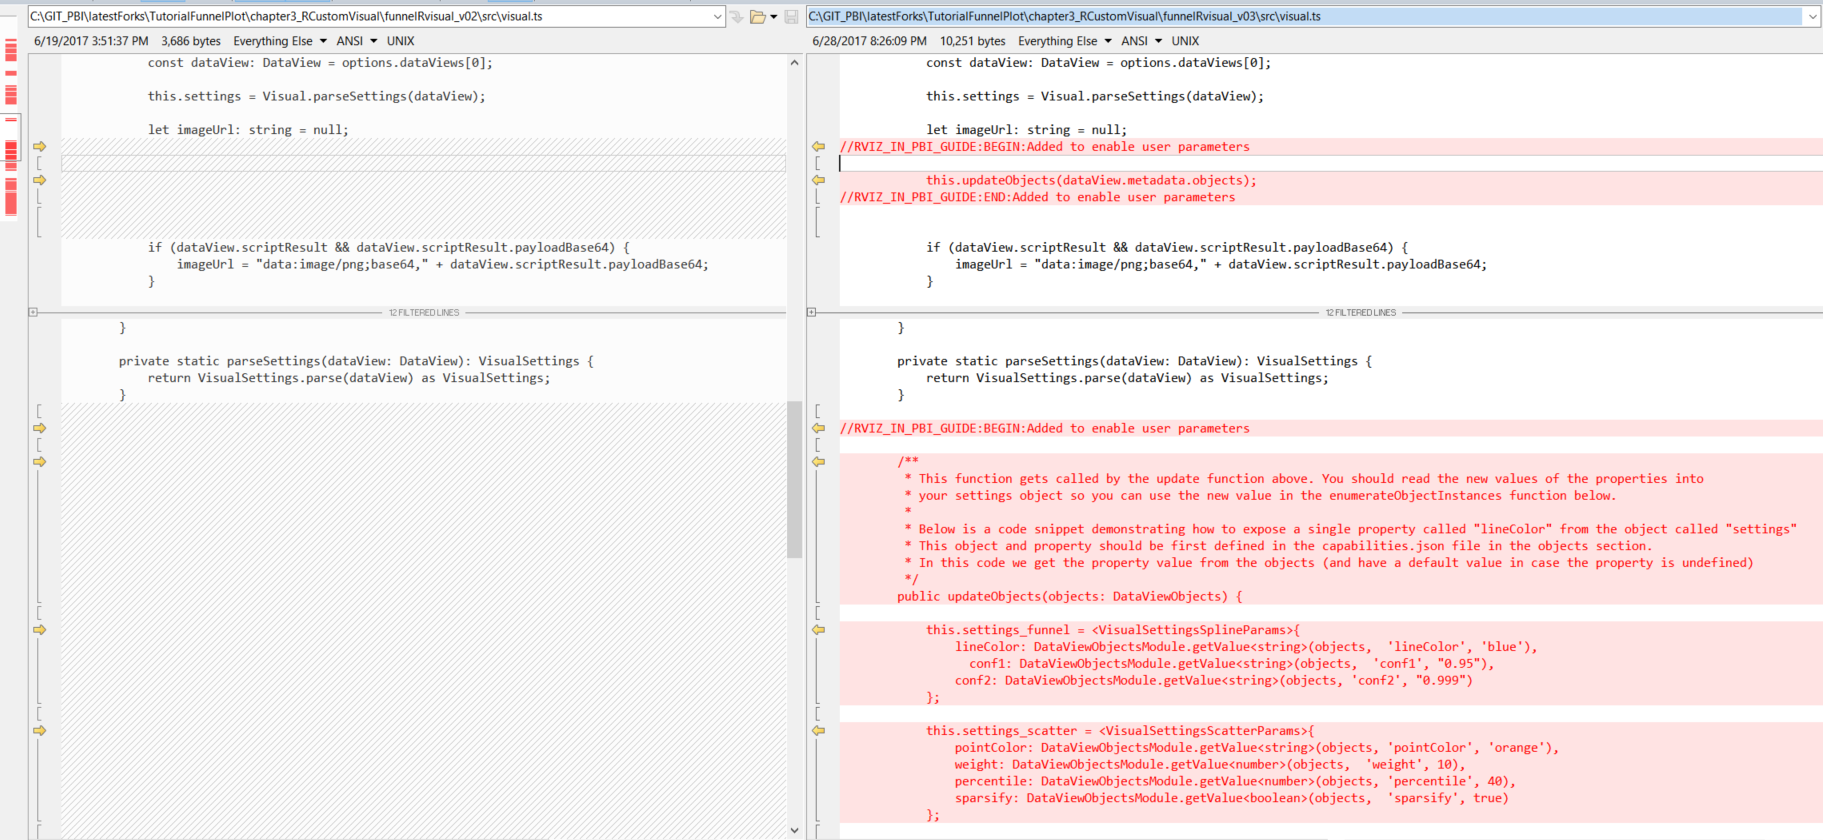 C:\GIT_PBI\latestForks\TutorialFunnelPlot\chapter3_RCustomVisual\funnelRvisual_v02\src\visual.ts
6/19/2017 3:51:37 PM 3,686 bytes Everything Else ANSI UNIX
const dataView: DataView = options.dataViews[0];
this.settings = Visual.parseSettings(dataView);
let imageUrl: string = null;
if (dataView.scriptResult && dataView.scriptResult.payloadBase64) {
imageUrl = "data:image/png;base64," + dataView.scriptResult.payloadBase64;
}
12 FILTERED LINES
}
private static parseSettings(dataView: DataView): VisualSettings {
return VisualSettings.parse(dataView) as VisualSettings;
}
C:\GIT_PBI\latestForks\TutorialFunnelPlot\chapter3_RCustomVisual\funnelRvisual_v03\src\visual.ts
6/28/2017 8:26:09 PM 10,251 bytes Everything Else ANSI UNIX
const dataView: DataView = options.dataViews[0];
this.settings = Visual.parseSettings(dataView);
let imageUrl: string = null;
//RVIZ_IN_PBI_GUIDE:BEGIN:Added to enable user parameters
this.updateObjects(dataView.metadata.objects);
//RVIZ_IN_PBI_GUIDE:END:Added to enable user parameters
if (dataView.scriptResult && dataView.scriptResult.payloadBase64) {
imageUrl = "data:image/png;base64," + dataView.scriptResult.payloadBase64;
}
12 FILTERED LINES
}
private static parseSettings(dataView: DataView): VisualSettings {
return VisualSettings.parse(dataView) as VisualSettings;
}
//RVIZ_IN_PBI_GUIDE:BEGIN:Added to enable user parameters
/**
* This function gets called by the update function above. You should read the new values of the properties into
* your settings object so you can use the new value in the enumerateObjectInstances function below.
*
* Below is a code snippet demonstrating how to expose a single property called "lineColor" from the object called "settings"
* This object and property should be first defined in the capabilities.json file in the objects section.
* In this code we get the property value from the objects (and have a default value in case the property is undefined)
*/
public updateObjects(objects: DataViewObjects) {
this.settings_funnel = <VisualSettingsSplineParams>{
lineColor: DataViewObjectsModule.getValue<string>(objects, 'lineColor', 'blue'),
conf1: DataViewObjectsModule.getValue<string>(objects, 'conf1', "0.95"),
conf2: DataViewObjectsModule.getValue<string>(objects, 'conf2', "0.999")
};
this.settings_scatter = <VisualSettingsScatterParams>{
pointColor: DataViewObjectsModule.getValue<string>(objects, 'pointColor', 'orange'),
weight: DataViewObjectsModule.getValue<number>(objects, 'weight', 10),
percentile: DataViewObjectsModule.getValue<number>(objects, 'percentile', 40),
sparsify: DataViewObjectsModule.getValue<boolean>(objects, 'sparsify', true)
};